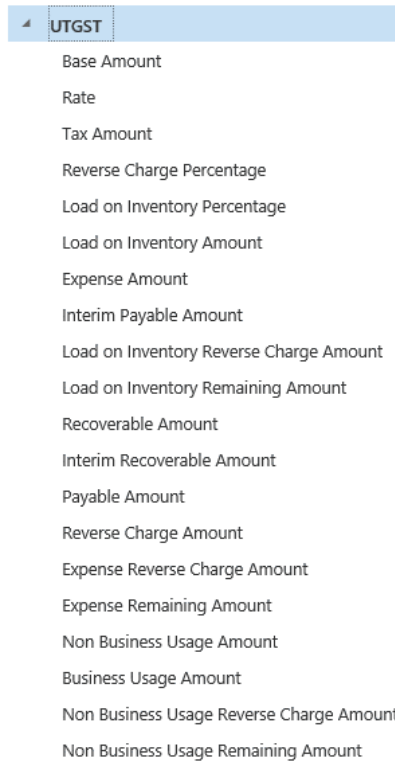 UTGST
Base Amount
Rate
Tax Amount
Reverse Charge Percentage
Load on Inventory Percentage
Load on Inventory Amount
Expense Amount
Interim Payable Amount
Load on Inventory Reverse Charge Amount
Load on Inventory Remaining Amount
Recoverable Amount
Interim Recoverable Amount
Payable Amount
Reverse Charge Amount
Expense Reverse Charge Amount
Expense Remaining Amount
Non Business Usage Amount
Business Usage Amount
Non Business Usage Reverse Charge Amount
Non Business Usage Remaining Amount